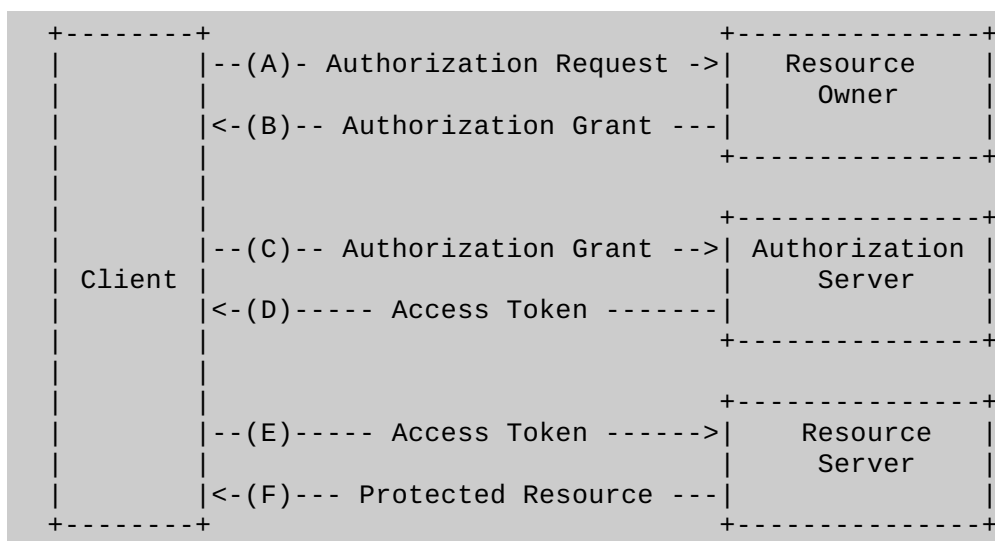 +--------+                               +---------------+
|        |--(A)- Authorization Request ->|   Resource    |
|        |                               |     Owner     |
|        |<-(B)-- Authorization Grant ---|               |
|        |                               +---------------+
|        |
|        |                               +---------------+
|        |--(C)-- Authorization Grant -->| Authorization |
| Client |                               |     Server    |
|        |<-(D)----- Access Token -------|               |
|        |                               +---------------+
|        |
|        |                               +---------------+
|        |--(E)----- Access Token ------>|    Resource   |
|        |                               |     Server    |
|        |<-(F)--- Protected Resource ---|               |
+--------+                               +---------------+